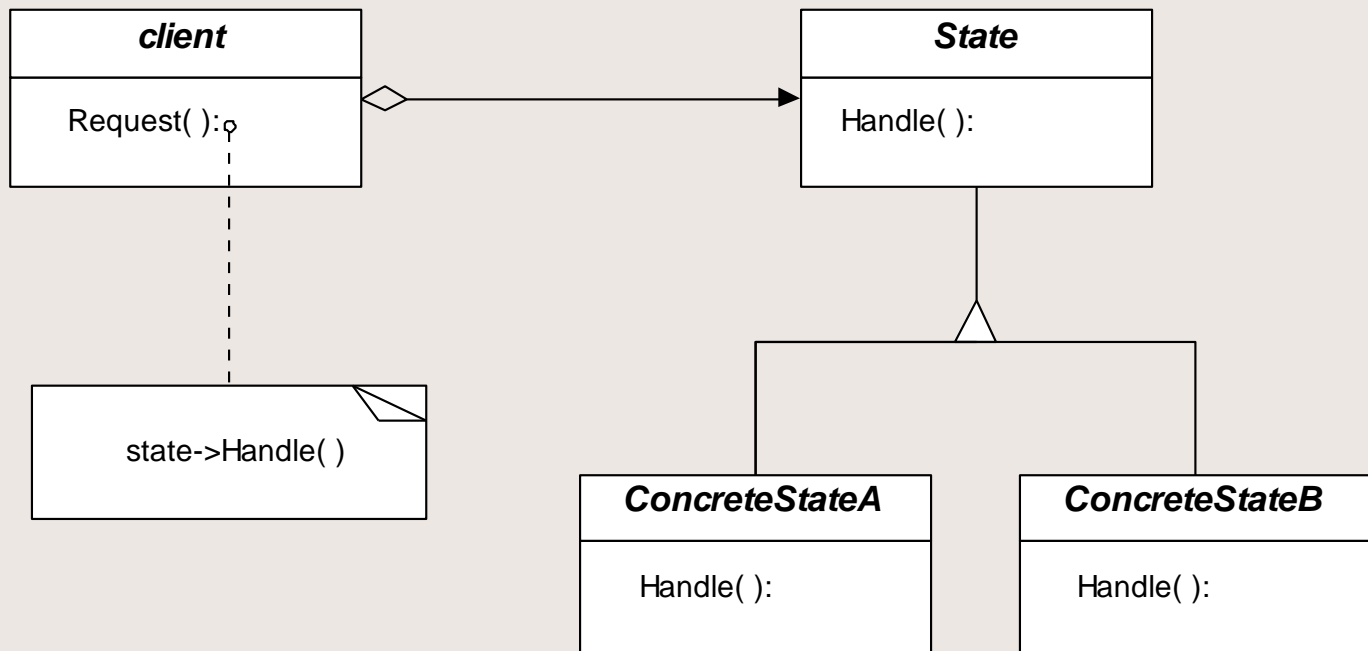 client
Request( ):
State
Handle( ):
state->Handle( )
ConcreteStateA
Handle( ):
ConcreteStateB
Handle( ):